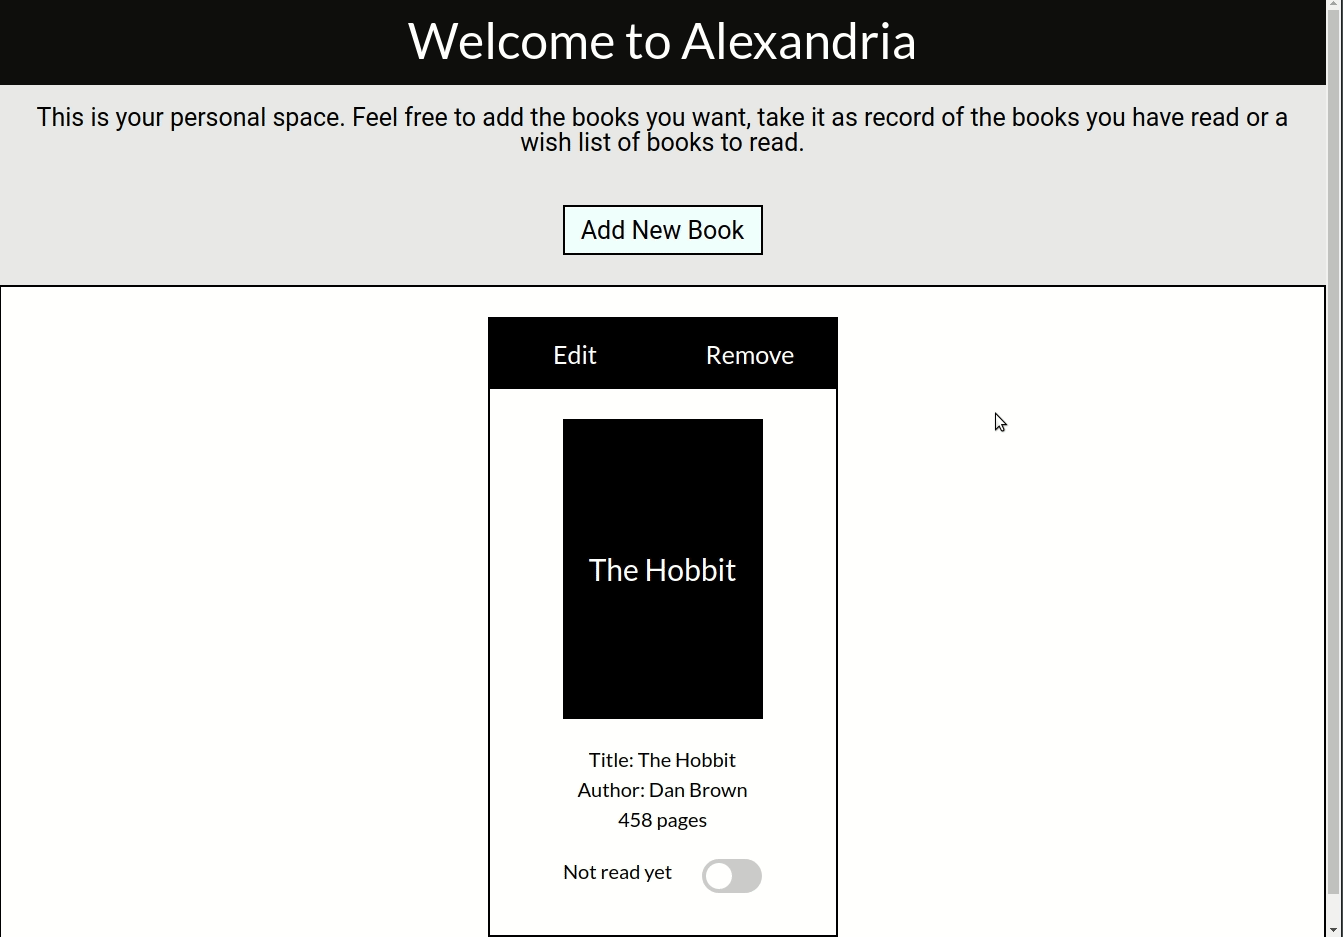 Welcome to Alexandria
This is your personal space. Feel free to add the books you want, take it as record of the books you have read or a
wish list of books to read.
Add New Book
Edit Remove
The Hobbit
Title: The Hobbit
Author: Dan Brown
458 pages
Not read yet